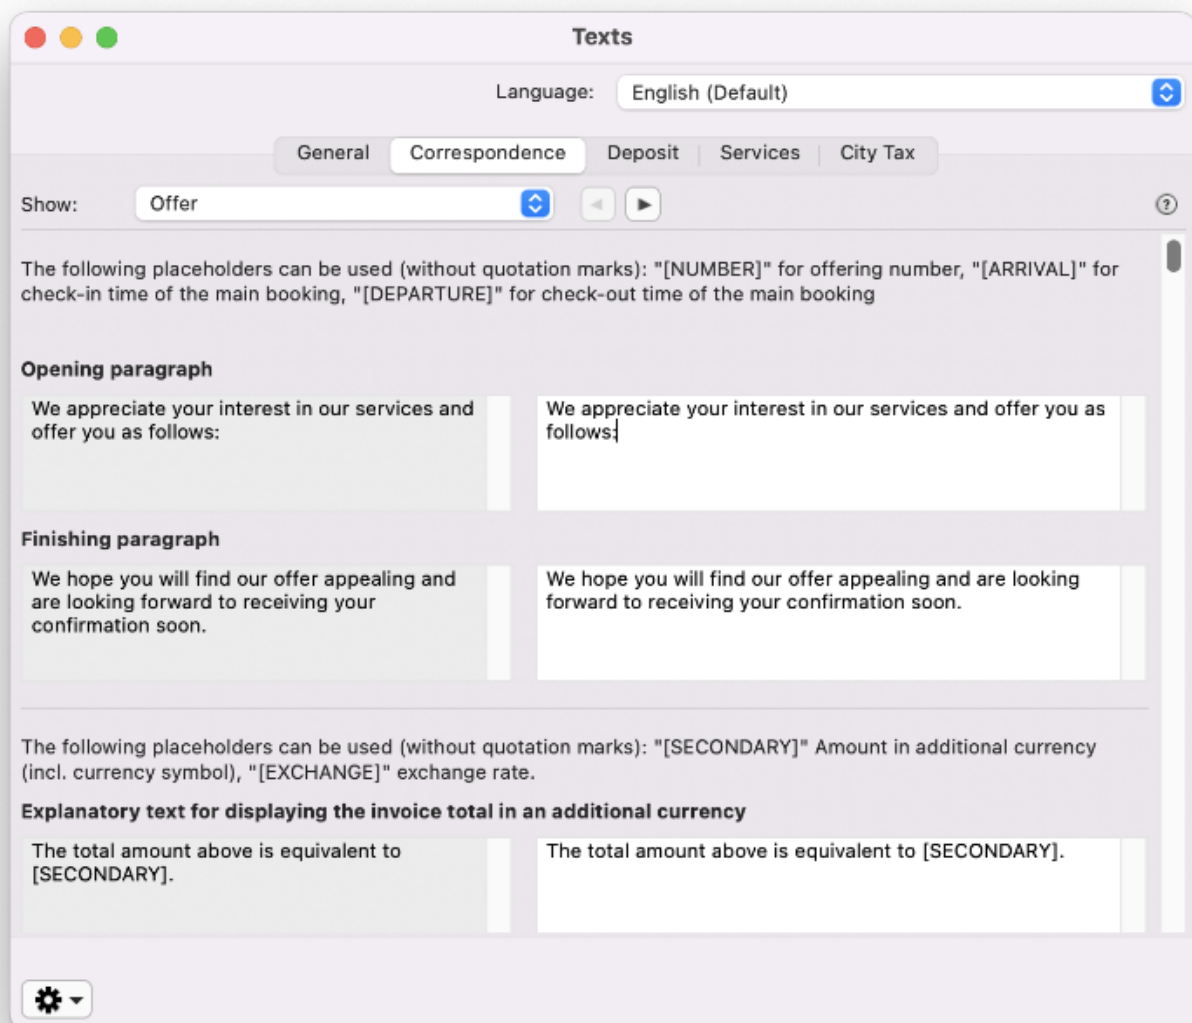 Texts
Language: English (Default)
General Correspondence Deposit Services City Tax
Show: Offer
?
The following placeholders can be used (without quotation marks): "[NUMBER]" for offering number, "[ARRIVAL]" for
check-in time of the main booking, "[DEPARTURE]" for check-out time of the main booking
Opening paragraph
We appreciate your interest in our services and
offer you as follows:
We appreciate your interest in our services and offer you as
follows:
Finishing paragraph
We hope you will find our offer appealing and
are looking forward to receiving your
confirmation soon.
We hope you will find our offer appealing and are looking
forward to receiving your confirmation soon.
The following placeholders can be used (without quotation marks): "[SECONDARY]" Amount in additional currency
(incl. currency symbol), "[EXCHANGE]" exchange rate.
Explanatory text for displaying the invoice total in an additional currency
The total amount above is equivalent to
[SECONDARY].
The total amount above is equivalent to [SECONDARY].